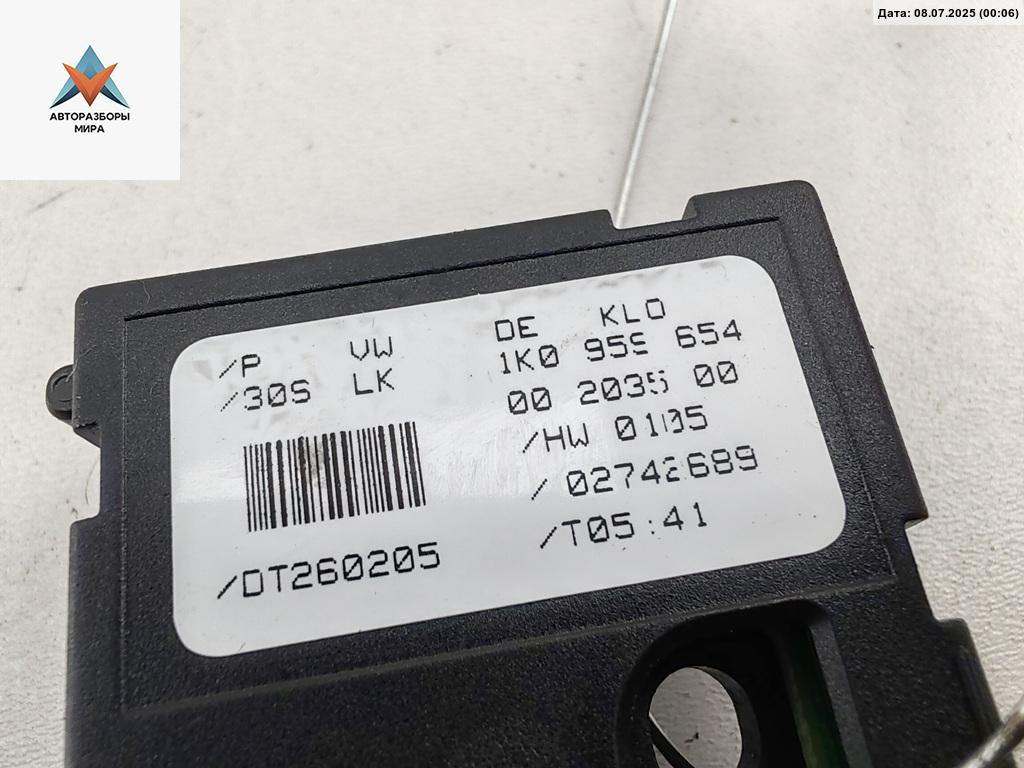 Дата: 08.07.2025 (00:06)
АВТОРАЗБОРЫ
МИРА
/P VW DE KLO
/30S LK 1K0 959 654
00 2035 00
/HW 0105
/ 02742689
/DT260205 /T05:41